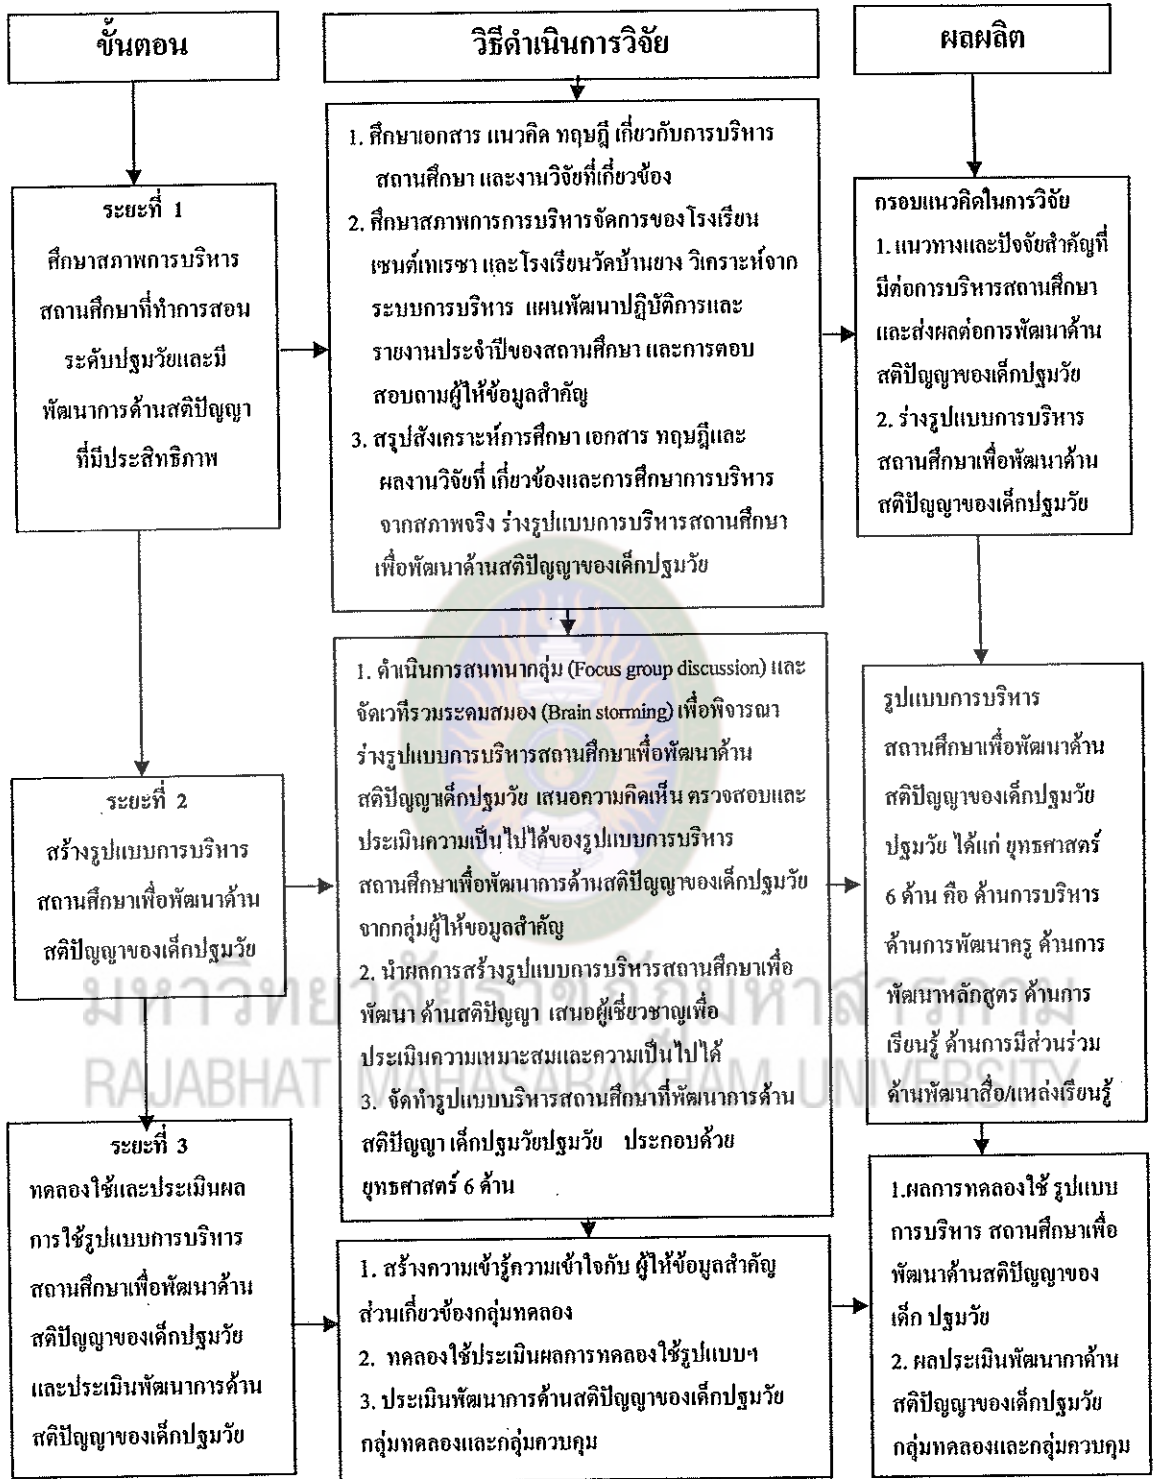 ขั้นตอน
วิธีดำเนินการวิจัย
ผลผลิต
ระยะที่ 1
ศึกษาสภาพการบริหาร
สถานศึกษาที่ทำการสอน
ระดับปฐมวัยและมี
พัฒนาการด้านสติปัญญา
ที่มีประสิทธิภาพ
1. ศึกษาเอกสาร แนวคิด ทฤษฎี เกี่ยวกับการบริหาร
สถานศึกษา และงานวิจัยที่เกี่ยวข้อง
2. ศึกษาสภาพการการบริหารจัดการของโรงเรียน
เซนต์เทเรซา และโรงเรียนวัดบ้านยาง วิเคราะห์จาก
ระบบการบริหาร แผนพัฒนาปฏิบัติการและ
รายงานประจำปีของสถานศึกษา และการตอบ
สอบถามผู้ให้ข้อมูลสำคัญ
3. สรุปสังเคราะห์การศึกษา เอกสาร ทฤษฎีและ
ผลงานวิจัยที่ เกี่ยวข้องและการศึกษาการบริหาร
จากสภาพจริง ร่างรูปแบบการบริหารสถานศึกษา
เพื่อพัฒนาด้านสติปัญญาของเด็กปฐมวัย
กรอบแนวคิดในการวิจัย
1. แนวทางและปัจจัยสำคัญที่
มีต่อการบริหารสถานศึกษา
และส่งผลต่อการพัฒนาด้าน
สติปัญญาของเด็กปฐมวัย
2. ร่างรูปแบบการบริหาร
สถานศึกษาเพื่อพัฒนาด้าน
สติปัญญาของเด็กปฐมวัย
ระยะที่ 2
สร้างรูปแบบการบริหาร
สถานศึกษาเพื่อพัฒนาด้าน
สติปัญญาของเด็กปฐมวัย
1. ดำเนินการสนทนากลุ่ม (Focus group discussion) และ
จัดเวทีรวมระดมสมอง (Brain storming) เพื่อพิจารณา
ร่างรูปแบบการบริหารสถานศึกษาเพื่อพัฒนาด้าน
สติปัญญาเด็กปฐมวัย เสนอความคิดเห็น ตรวจสอบและ
ประเมินความเป็นไปได้ของรูปแบบการบริหาร
สถานศึกษาเพื่อพัฒนาการด้านสติปัญญาของเด็กปฐมวัย
จากกลุ่มผู้ให้ขอมูลสำคัญ
2. นำผลการสร้างรูปแบบการบริหารสถานศึกษาเพื่อ
พัฒนา ด้านสติปัญญา เสนอผู้เชี่ยวชาญเพื่อ
ประเมินความเหมาะสมและความเป็นไปได้
3. จัดทำรูปแบบบริหารสถานศึกษาที่พัฒนาการด้าน
สติปัญญา เด็กปฐมวัยปฐมวัย ประกอบด้วย
ยุทธศาสตร์ 6 ด้าน
รูปแบบการบริหาร
สถานศึกษาเพื่อพัฒนาด้าน
สติปัญญาของเด็กปฐมวัย
ปฐมวัย ได้แก่ ยุทธศาสตร์
6 ด้าน คือ ด้านการบริหาร
ด้านการพัฒนาครู ด้านการ
พัฒนาหลักสูตร ด้านการ
เรียนรู้ ด้านการมีส่วนร่วม
ด้านพัฒนาสื่อ/แหล่งเรียนรู้
มหาวิทยาลัยราชภัฏมหาสารคาม
RAJABHAT MAHASARAKHAM UNIVERSITY
ระยะที่ 3
ทดลองใช้และประเมินผล
การใช้รูปแบบการบริหาร
สถานศึกษาเพื่อพัฒนาด้าน
สติปัญญาของเด็กปฐมวัย
และประเมินพัฒนาการด้าน
สติปัญญาของเด็กปฐมวัย
1. สร้างความเข้ารู้ความเข้าใจกับ ผู้ให้ข้อมูลสำคัญ
ส่วนเกี่ยวข้องกลุ่มทดลอง
2. ทดลองใช้ประเมินผลการทดลองใช้รูปแบบฯ
3. ประเมินพัฒนาการด้านสติปัญญาของเด็กปฐมวัย
กลุ่มทดลองและกลุ่มควบคุม
1.ผลการทดลองใช้ รูปแบบ
การบริหาร สถานศึกษาเพื่อ
พัฒนาด้านสติปัญญาของ
เด็ก ปฐมวัย
2. ผลประเมินพัฒนากาด้าน
สติปัญญาของเด็กปฐมวัย
กลุ่มทดลองและกลุ่มควบคุม